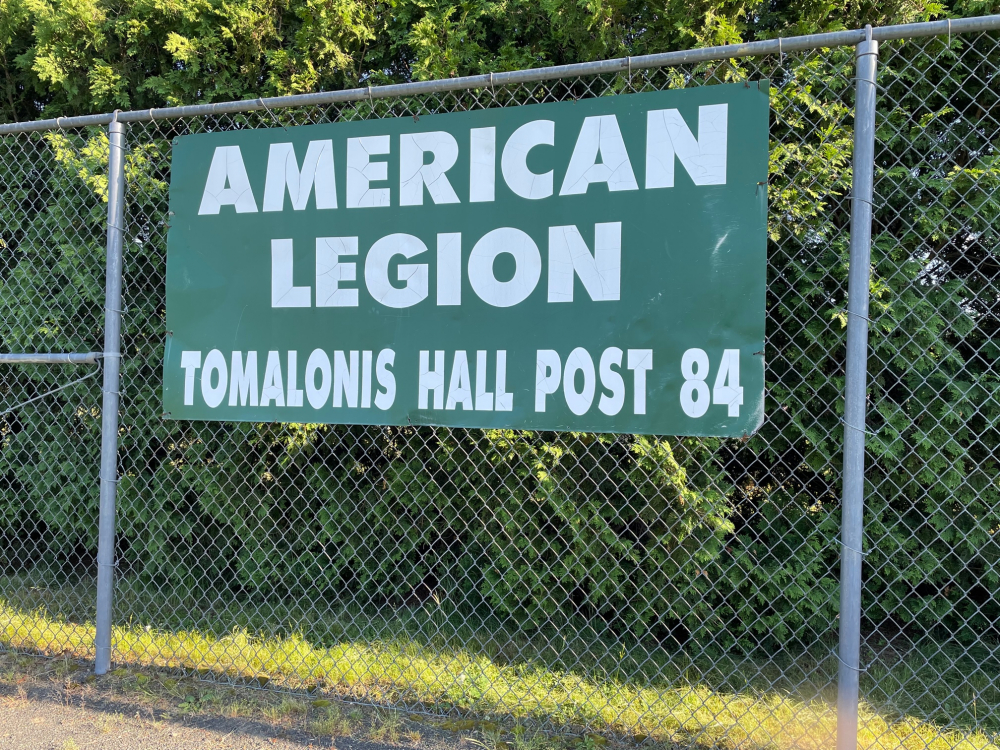 AMERICAN
LEGION
TOMALONIS HALL POST 84